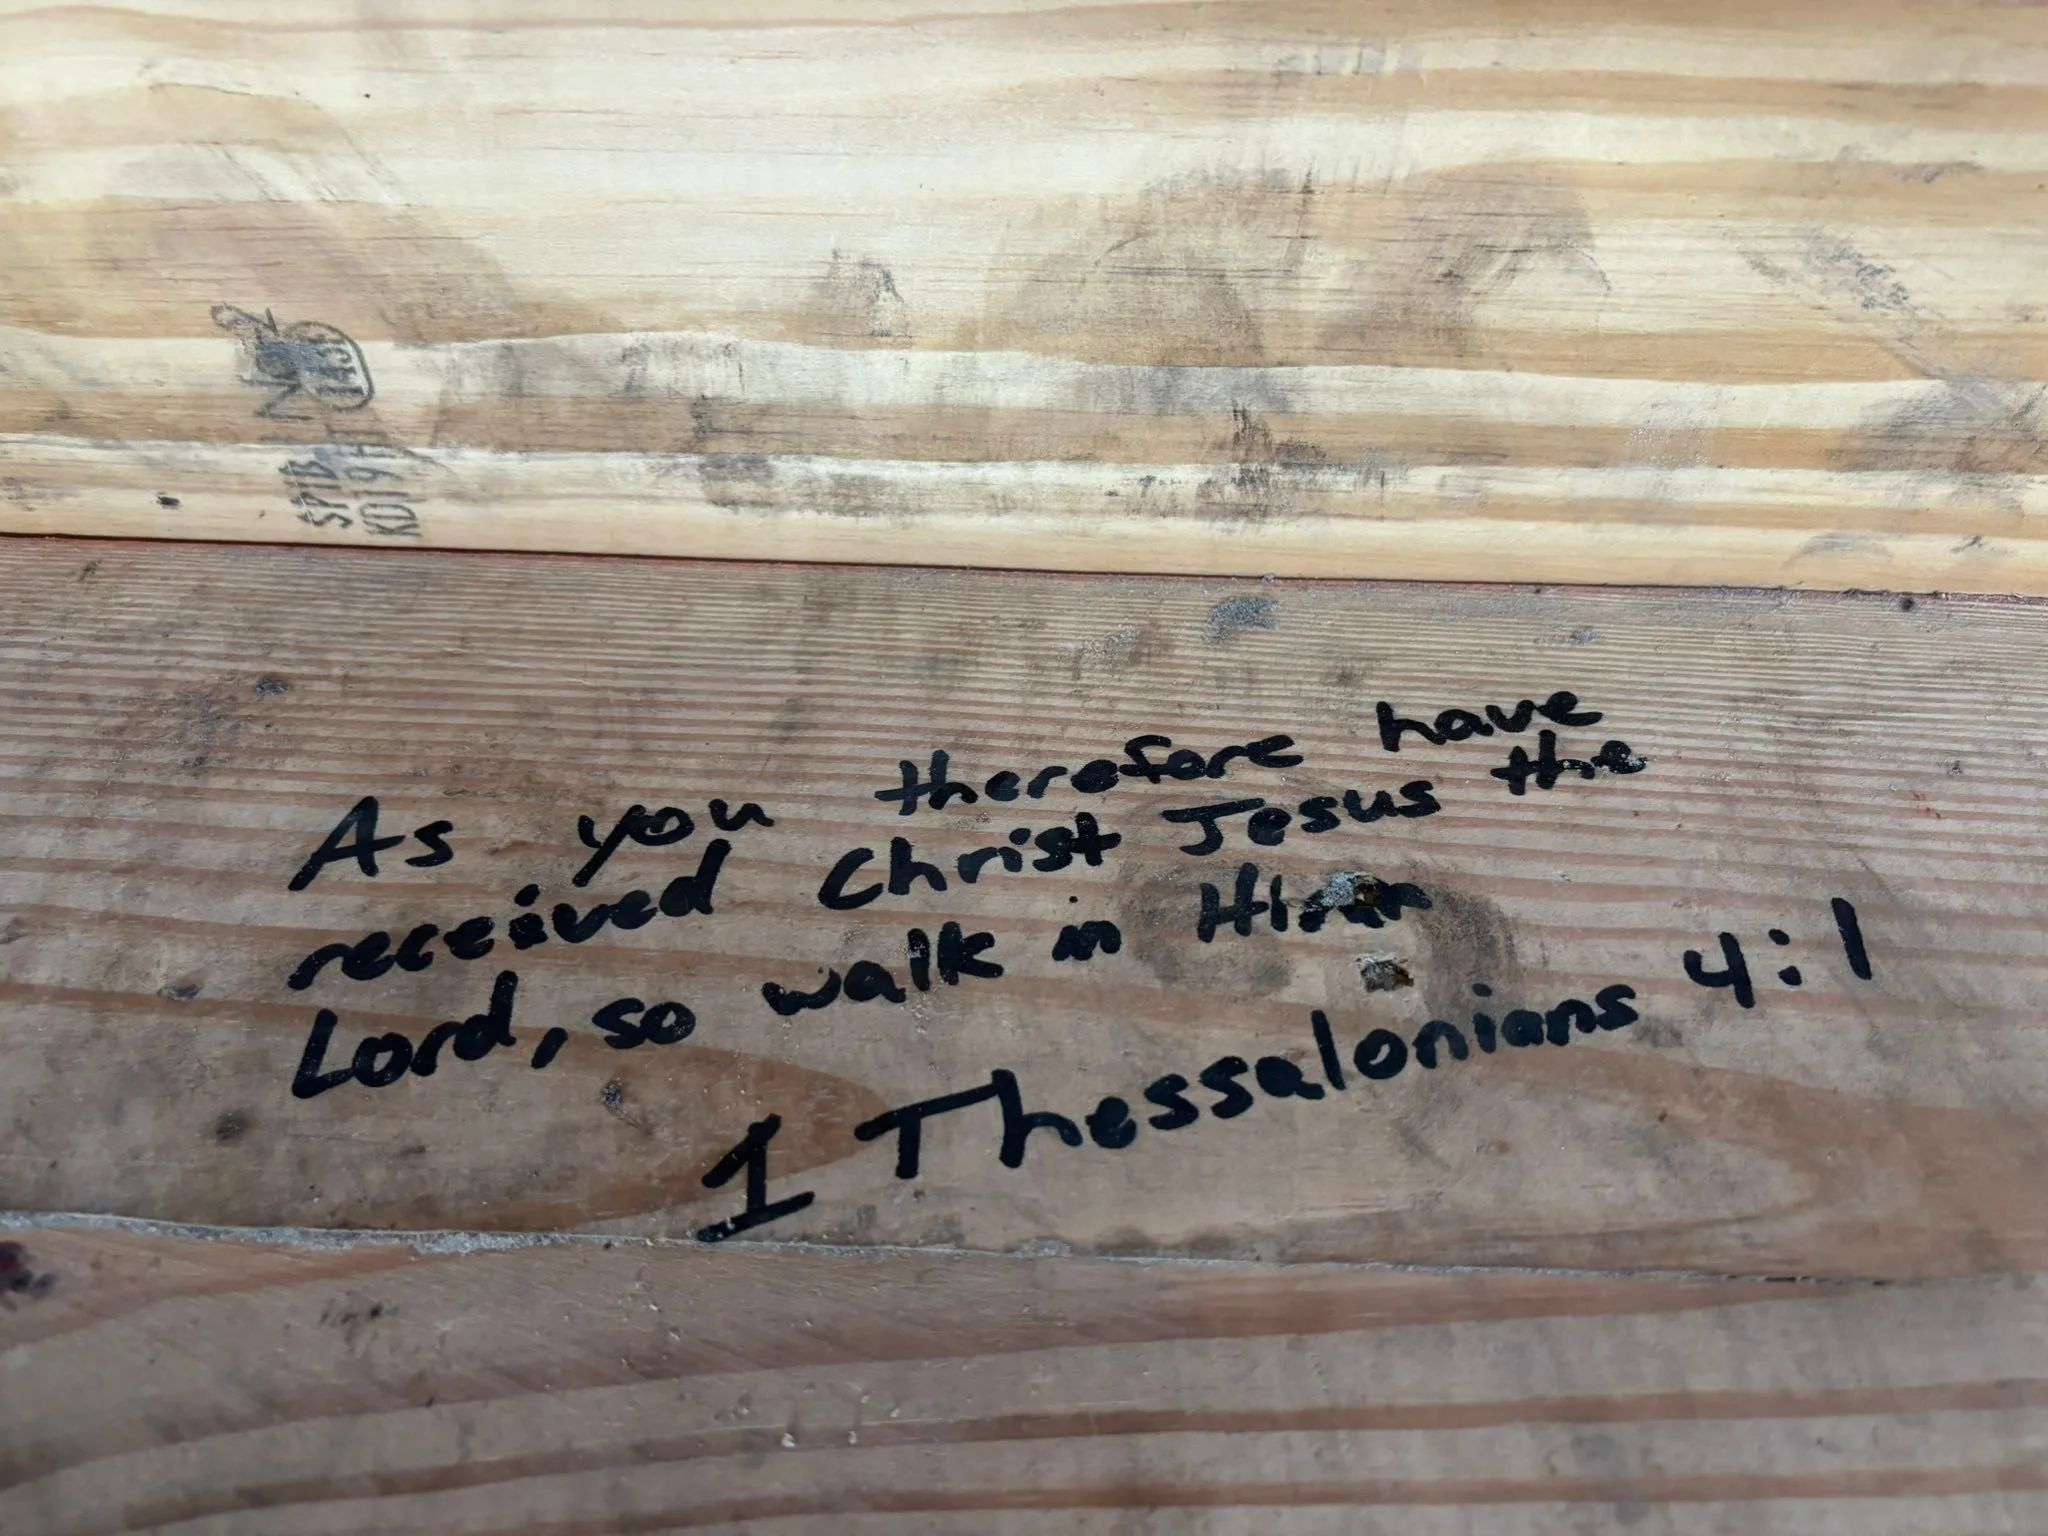 SPIB
KD19
As you therefore have
received Christ Jesus the
Lord, so walk in Him
1 Thessalonians 4:1